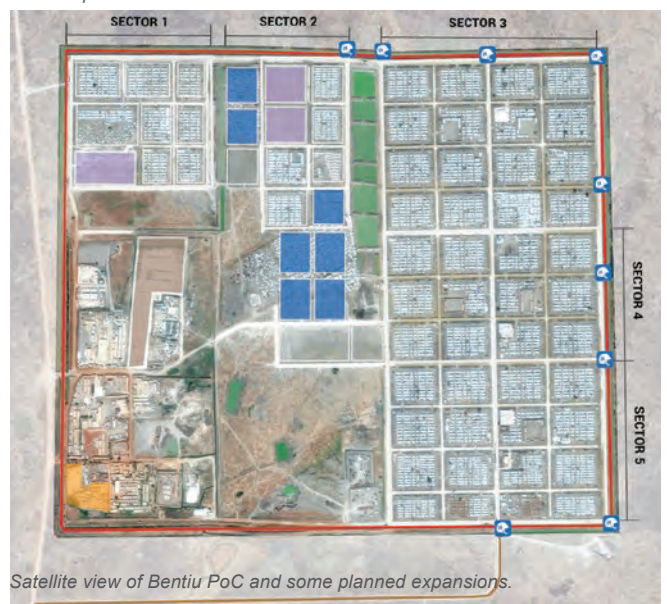 SECTOR 1
SECTOR 2
SECTOR 3
SECTOR 4
SECTOR 5
Satellite view of Bentiu PoC and some planned expansions.